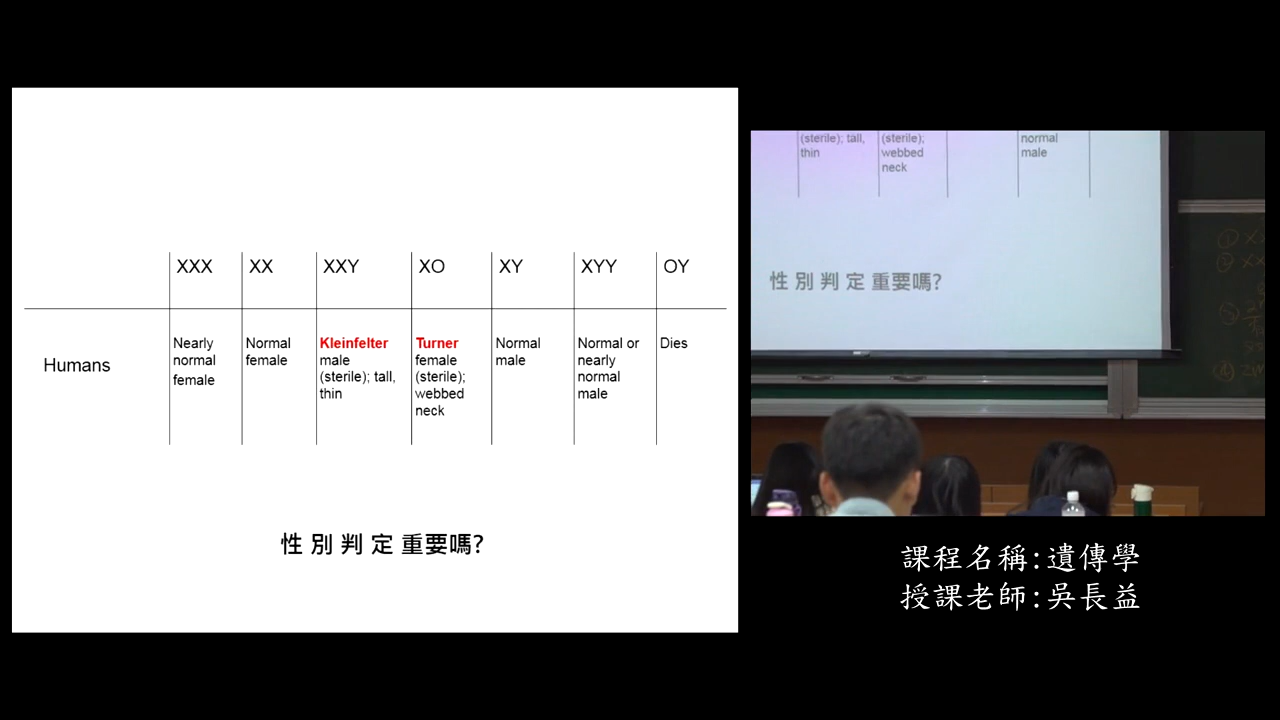 XXX XX XXY XO XY XYY OY
Humans
Nearly
normal
female
Normal
female
Kleinfelter
male
(sterile); tall,
thin
Turner
female
(sterile);
webbed
neck
Normal
male
Normal or
nearly
normal
male
Dies
性 別 判 定 重要嗎?
(sterile); tall,
thin
(sterile);
webbed
neck
normal
male
性 別 判 定 重要嗎?
課程名稱:遺傳學
授課老師:吳長益